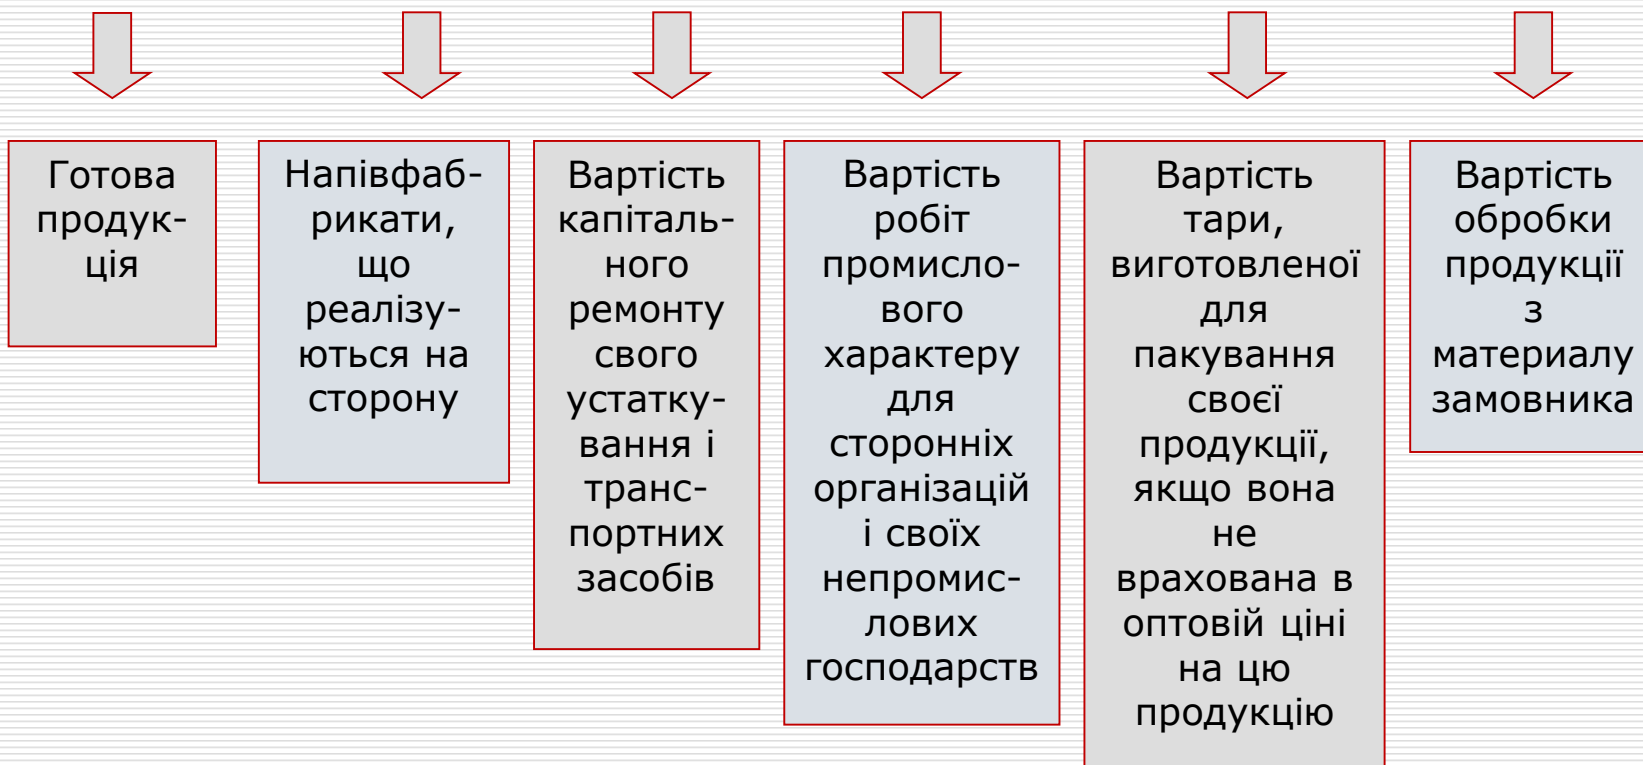 Готова
продук-
ція
Напівфаб-
рикати,
що
реалізу-
ються на
сторону
Вартість
капіталь-
ного
ремонту
свого
устатку-
вання і
транс-
портних
засобів
Вартість
робіт
промисло-
вого
характеру
для
сторонніх
організацій
і своїх
непромис-
лових
господарств
Вартість
тари,
виготовленої
для
пакування
своєї
продукції,
якщо вона
не
врахована в
оптовій ціні
на цю
продукцію
Вартість
обробки
продукції
з
материалу
замовника